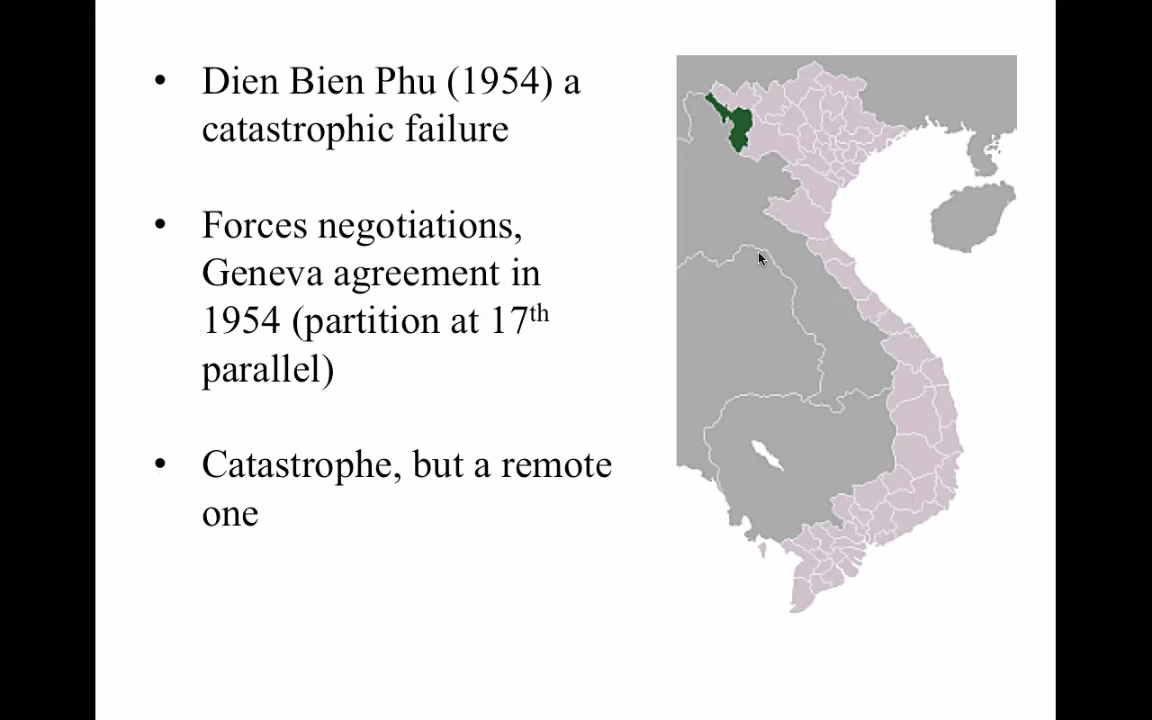 • Dien Bien Phu (1954) a
catastrophic failure
• Forces negotiations,
Geneva agreement in
1954 (partition at 17th
parallel)
• Catastrophe, but a remote
one